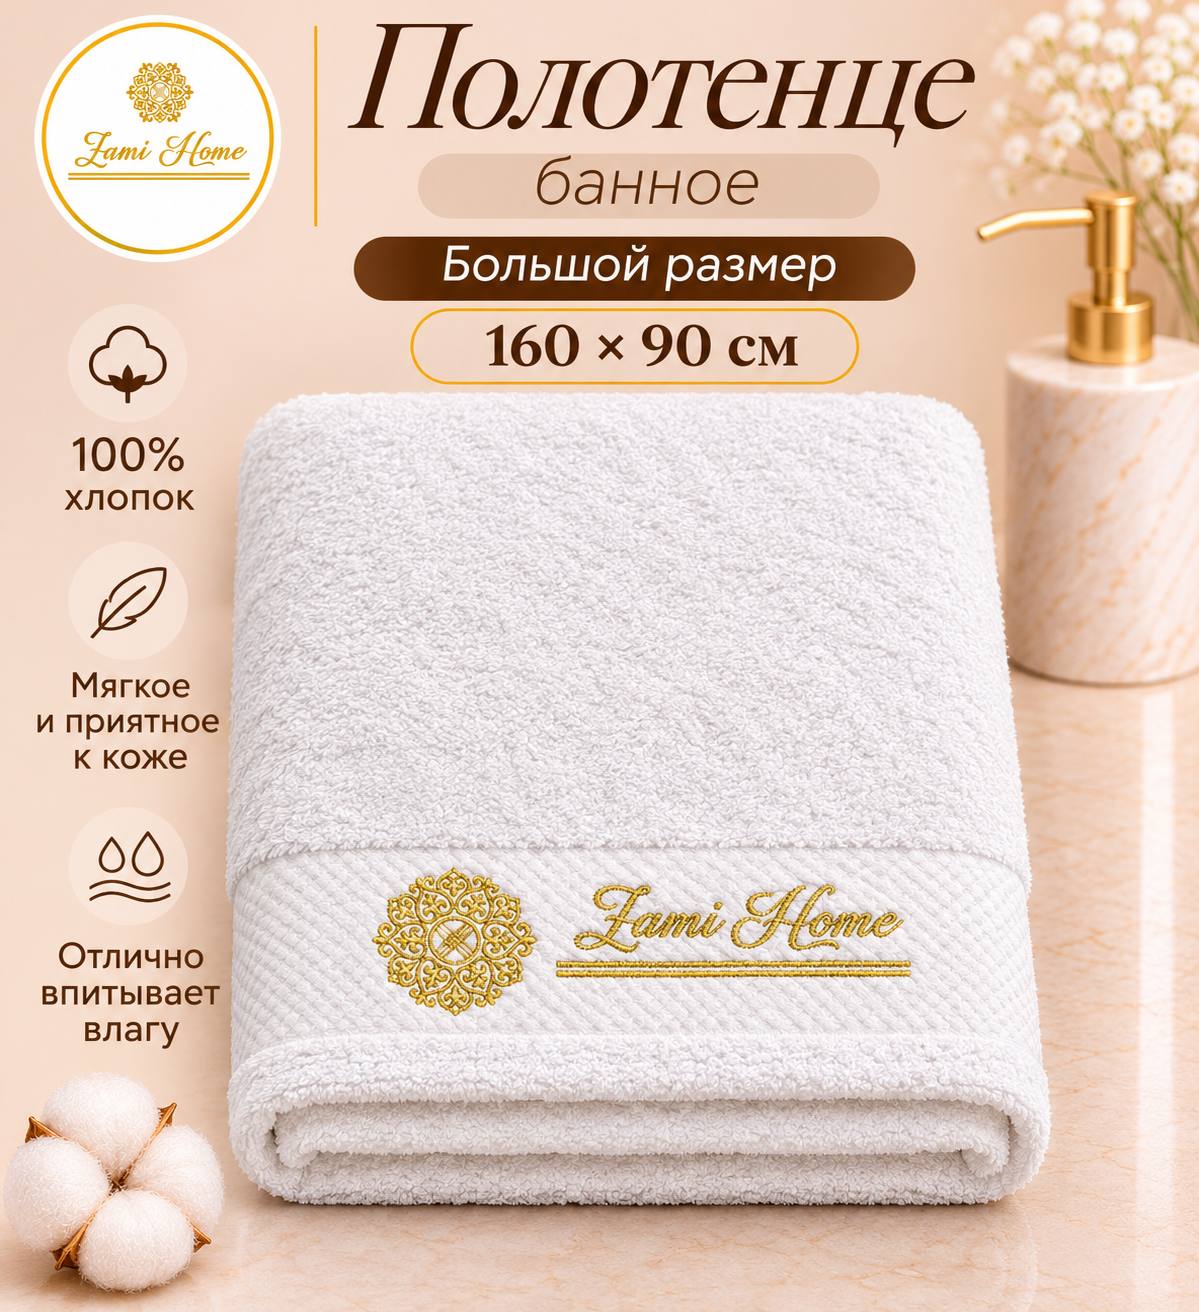 Zami Home
Полотенце
банное
Большой размер
160 × 90 см
100%
хлопок
Мягкое
и приятное
к коже
Отлично
впитывает
влагу
Zami Home